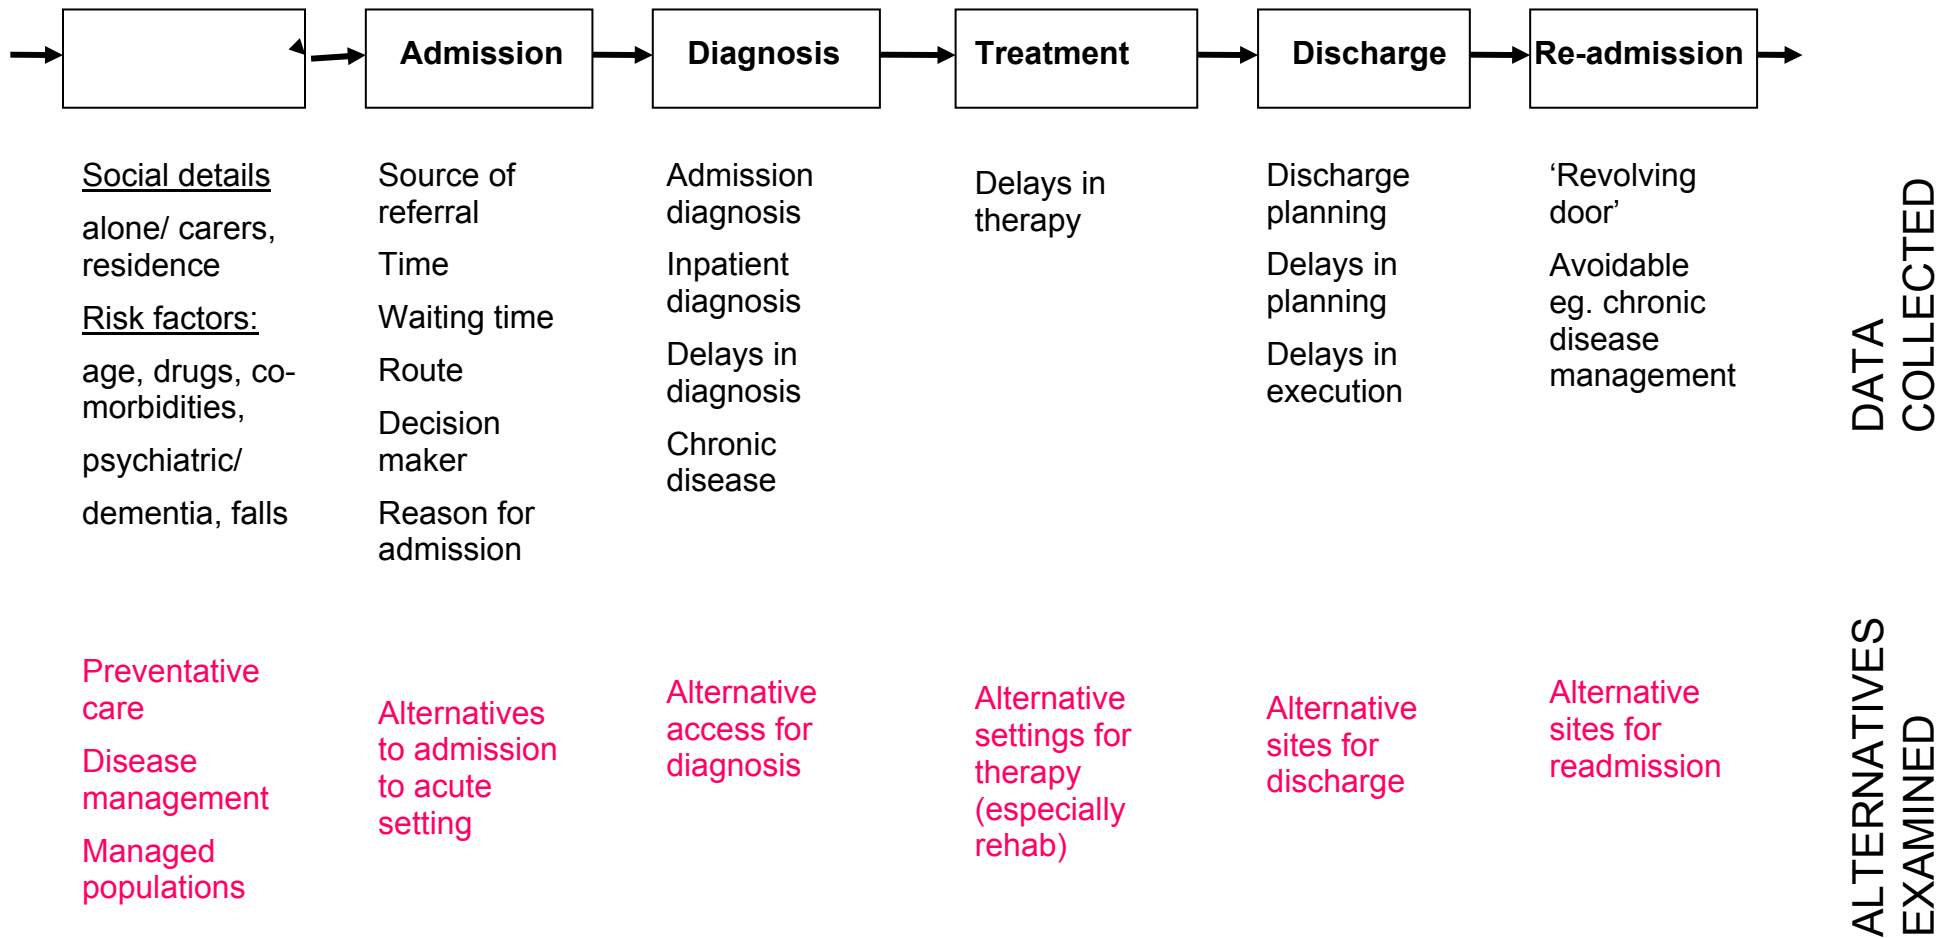 Admission
Diagnosis
Treatment
Discharge
Re-admission
Social details
alone/ carers,
residence
Risk factors:
age, drugs, co-
morbidities,
psychiatric/
dementia, falls
Source of
referral
Time
Waiting time
Route
Decision
maker
Reason for
admission
Admission
diagnosis
Inpatient
diagnosis
Delays in
diagnosis
Chronic
disease
Delays in
therapy
Discharge
planning
Delays in
planning
Delays in
execution
‘Revolving
door’
Avoidable
eg. chronic
disease
management
DATA
COLLECTED
Preventative
care
Disease
management
Managed
populations
Alternatives
to admission
to acute
setting
Alternative
access for
diagnosis
Alternative
settings for
therapy
(especially
rehab)
Alternative
sites for
discharge
Alternative
sites for
readmission
ALTERNATIVES
EXAMINED